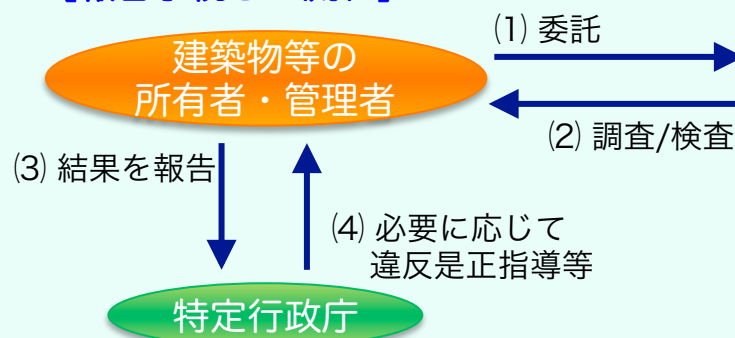 建築物等の
所有者・管理者
(1) 委託
(2) 調査/検査
(3) 結果を報告
(4) 必要に応じて
違反是正指導等
特定行政庁